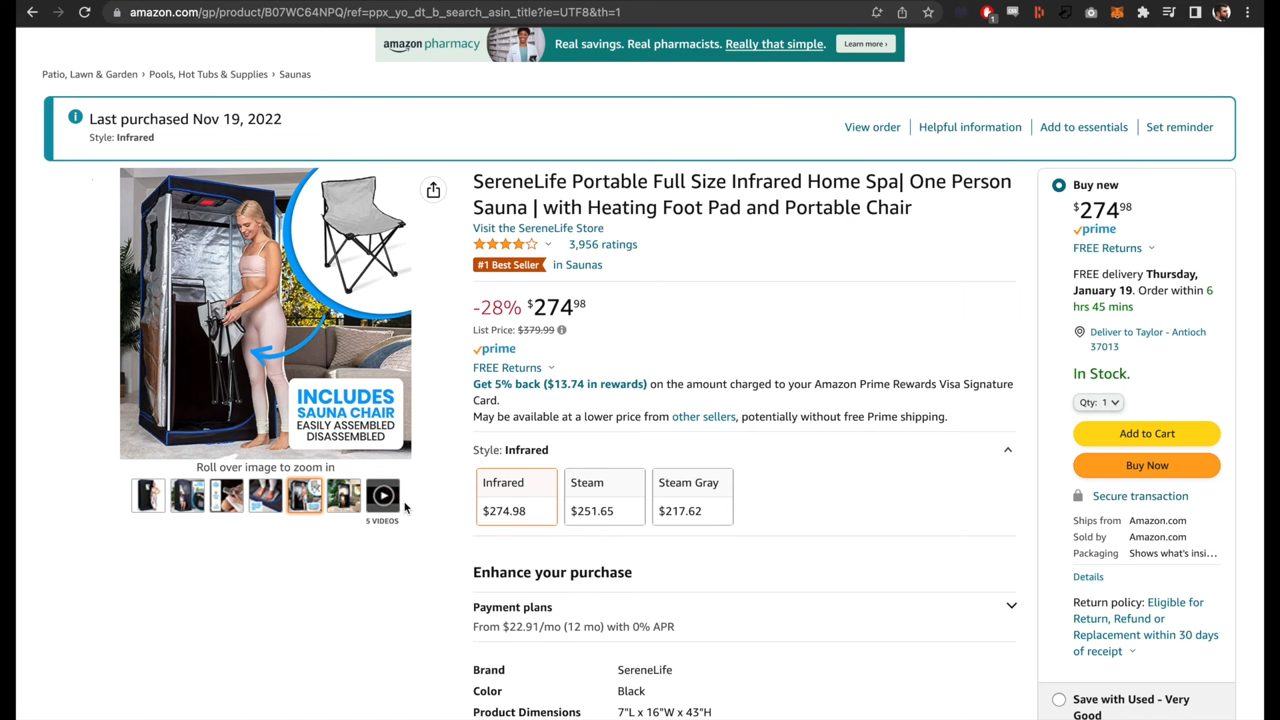 amazon.com/gp/product/B07WC64NPQ/ref=ppx_yo_dt_b_search_asin_title?ie=UTF8&th=1
amazon pharmacy
Real savings. Real pharmacists. Really that simple.
Learn more ›
Patio, Lawn & Garden › Pools, Hot Tubs & Supplies › Saunas
Last purchased Nov 19, 2022
Style: Infrared
View order
Helpful information
Add to essentials
Set reminder
INCLUDES
SAUNA CHAIR
EASILY ASSEMBLED
DISASSEMBLED
Roll over image to zoom in
5 VIDEOS
SereneLife Portable Full Size Infrared Home Spa| One Person
Sauna | with Heating Foot Pad and Portable Chair
Visit the SereneLife Store
3,956 ratings
#1 Best Seller in Saunas
-28% $274⁹⁸
List Price: $379.99
prime
FREE Returns
Get 5% back ($13.74 in rewards) on the amount charged to your Amazon Prime Rewards Visa Signature
Card.
May be available at a lower price from other sellers, potentially without free Prime shipping.
Style: Infrared
Infrared
$274.98
Steam
$251.65
Steam Gray
$217.62
Enhance your purchase
Payment plans
From $22.91/mo (12 mo) with 0% APR
Brand SereneLife
Color Black
Product Dimensions 7"L x 16"W x 43"H
Buy new
$274⁹⁸
prime
FREE Returns
FREE delivery Thursday,
January 19. Order within 6
hrs 45 mins
Deliver to Taylor - Antioch
37013
In Stock.
Qty: 1
Add to Cart
Buy Now
Secure transaction
Ships from Amazon.com
Sold by Amazon.com
Packaging Shows what's insi...
Details
Return policy: Eligible for
Return, Refund or
Replacement within 30 days
of receipt
Save with Used - Very
Good